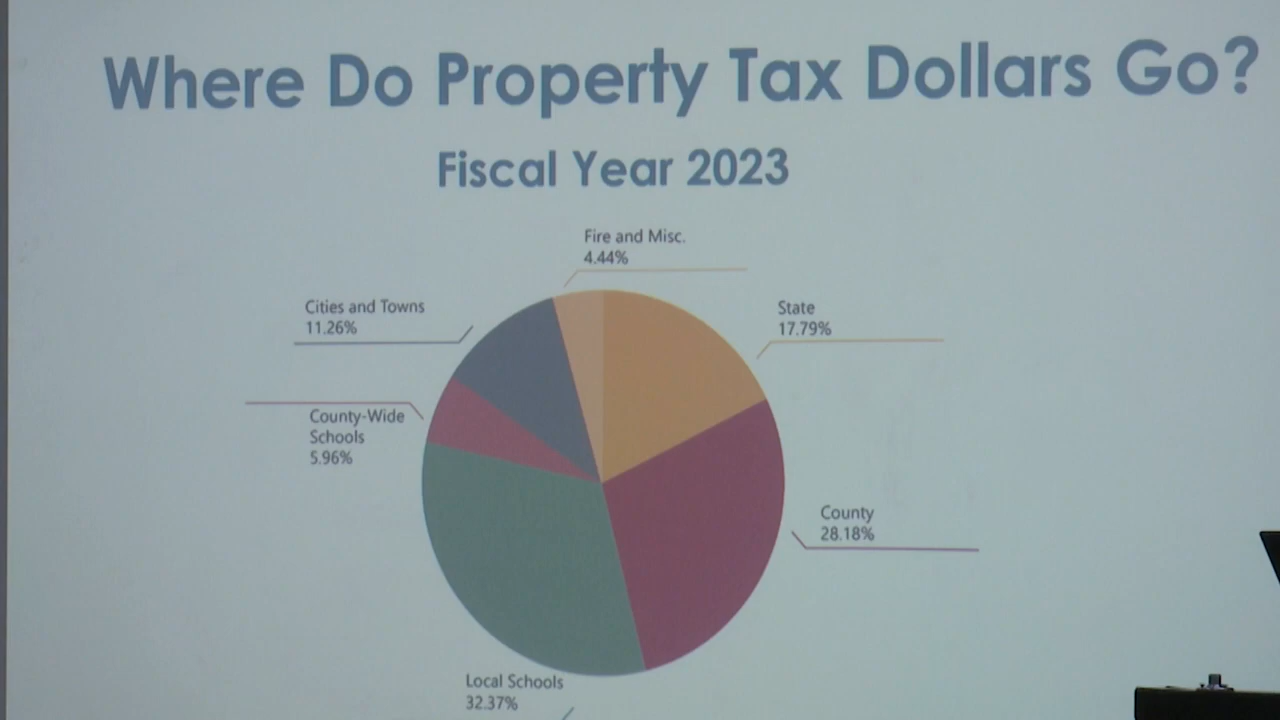 Where Do Property Tax Dollars Go?
Fiscal Year 2023
Fire and Misc.
4.44%
Cities and Towns
11.26%
State
17.79%
County-Wide
Schools
5.96%
County
28.18%
Local Schools
32.37%